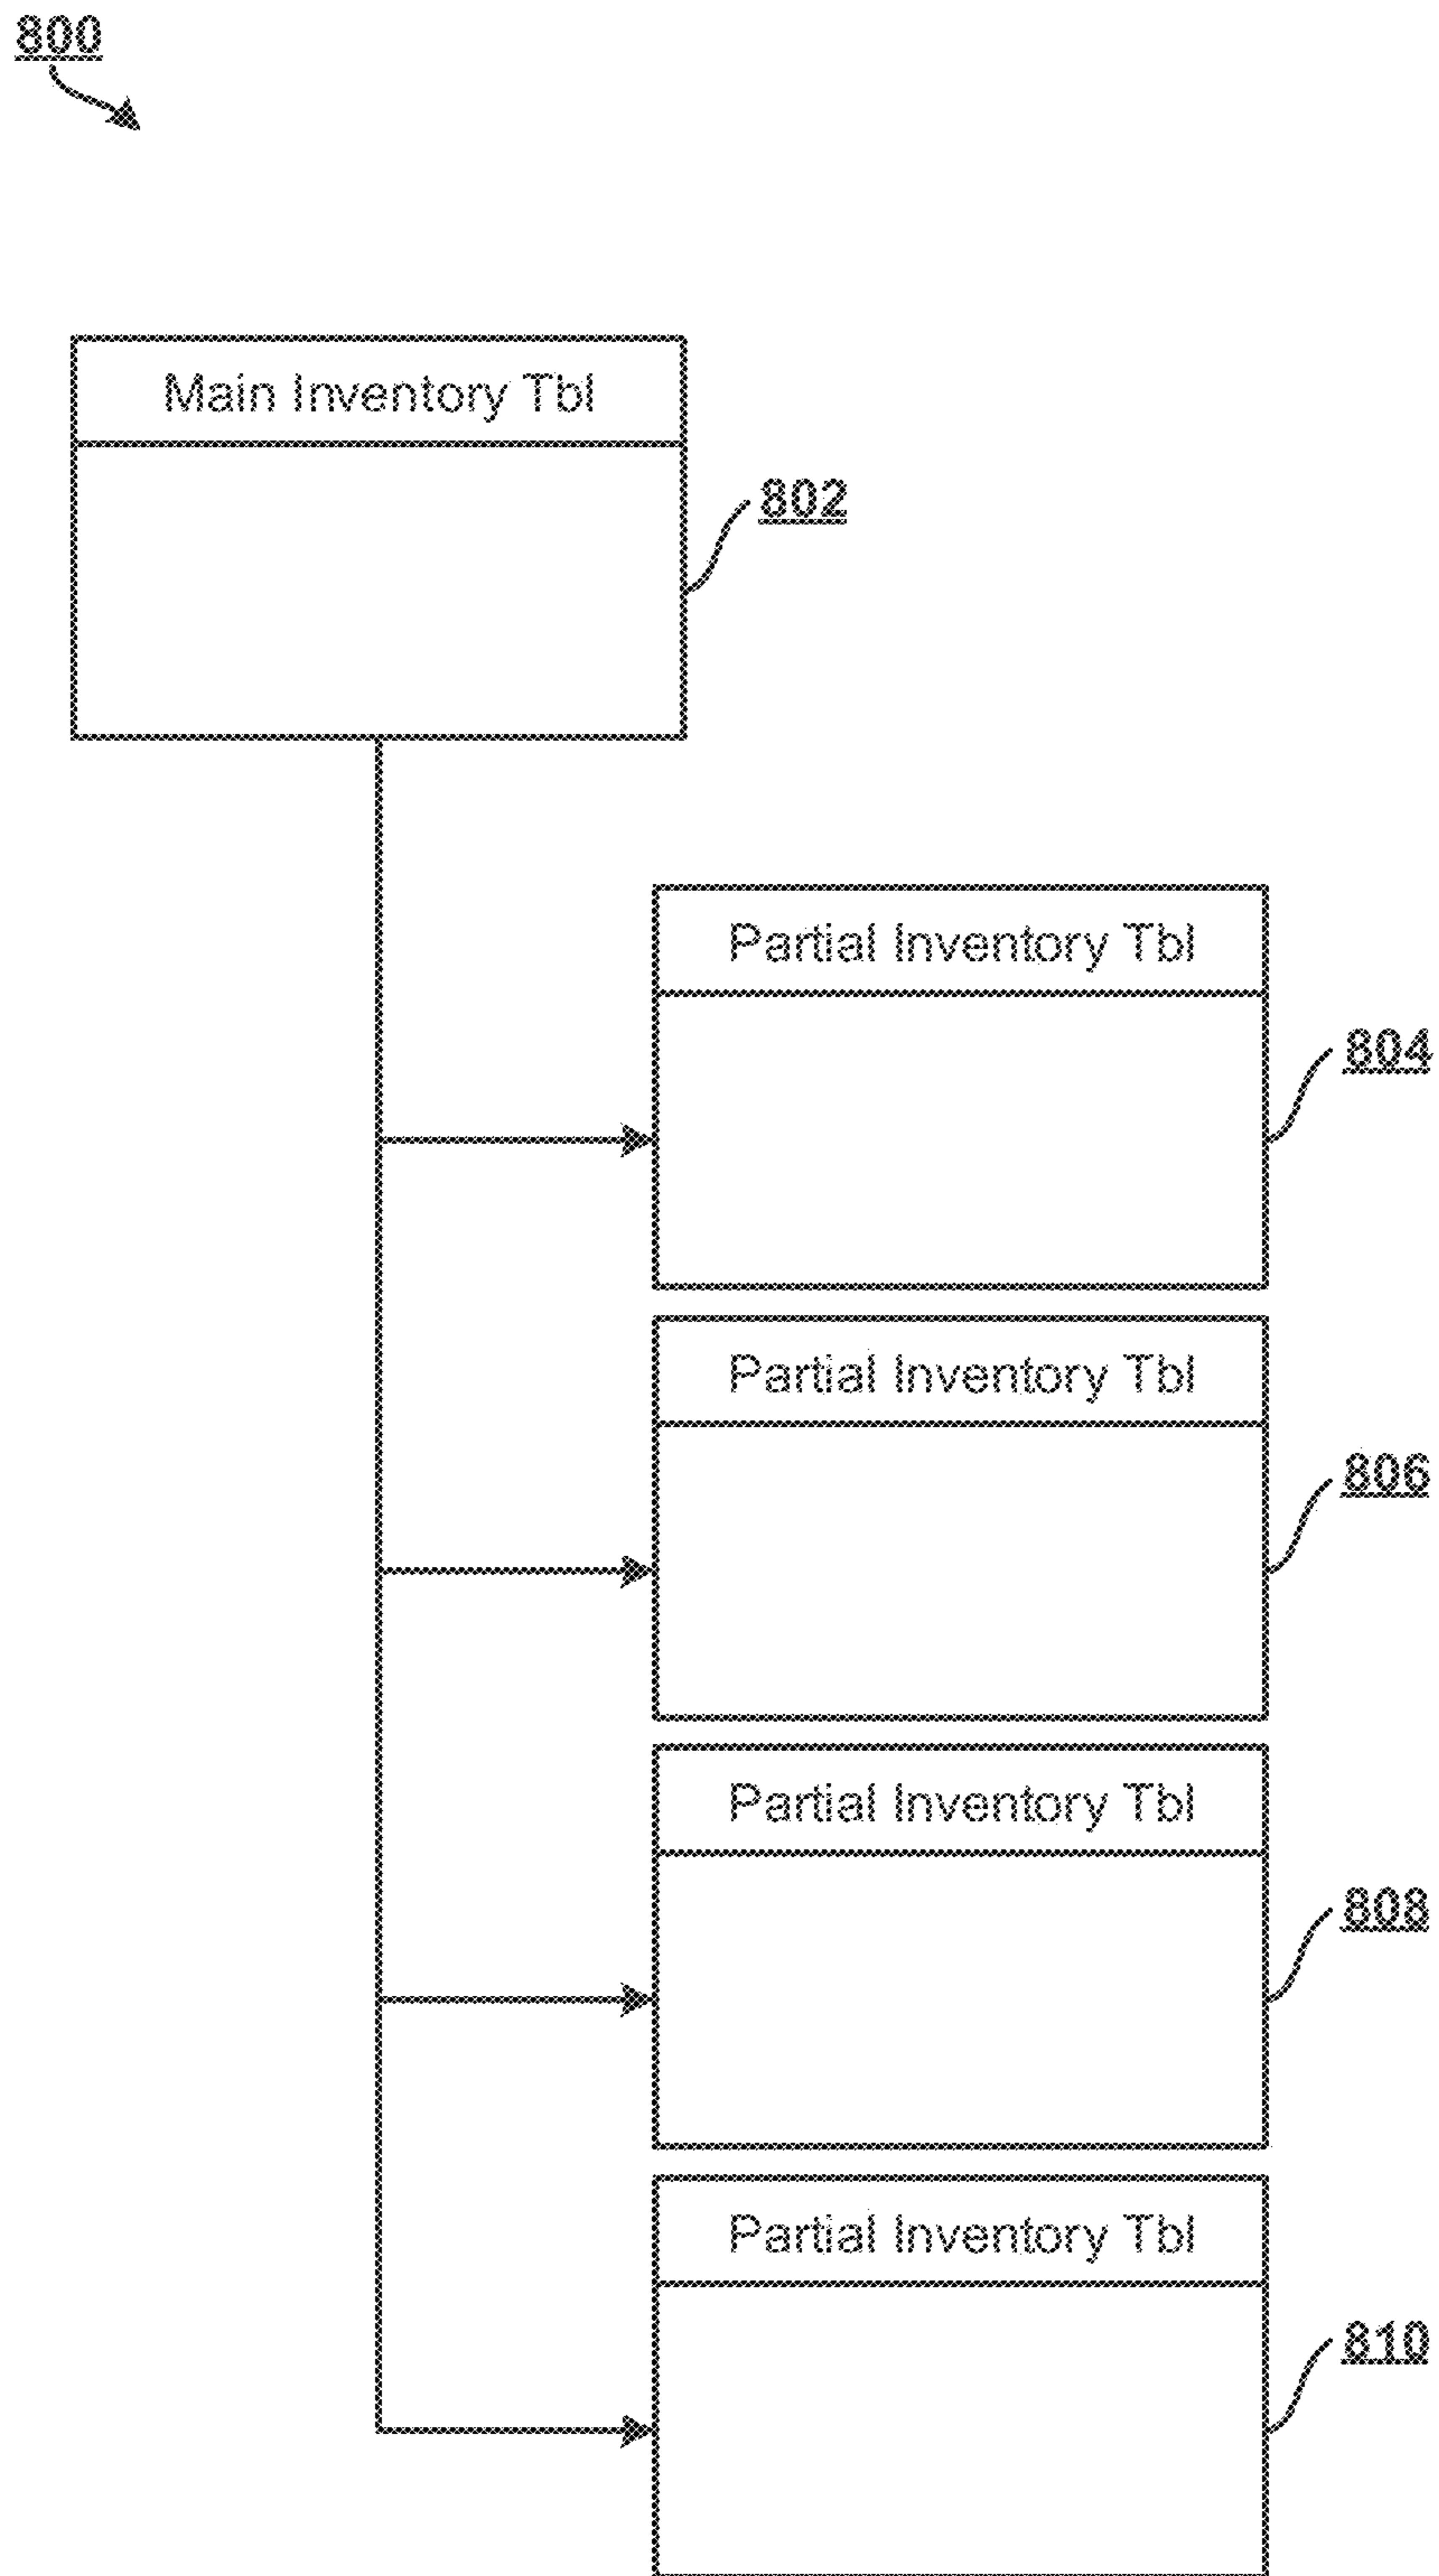 800
Main Inventory Tbl
802
Partial Inventory Tbl
804
Partial Inventory Tbl
806
Partial Inventory Tbl
808
Partial Inventory Tbl
810